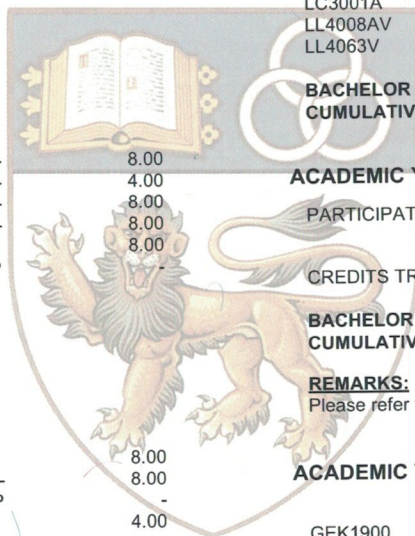 LC3001A
LL4008AV
LL4063V
BACHELOR
CUMULATIV
8.00
4.00
8.00
8.00
8.00
-
ACADEMIC Y
PARTICIPAT
CREDITS TR
BACHELOR
CUMULATIV
REMARKS:
Please refer
8.00
8.00
-
4.00
ACADEMIC Y
GEK1900